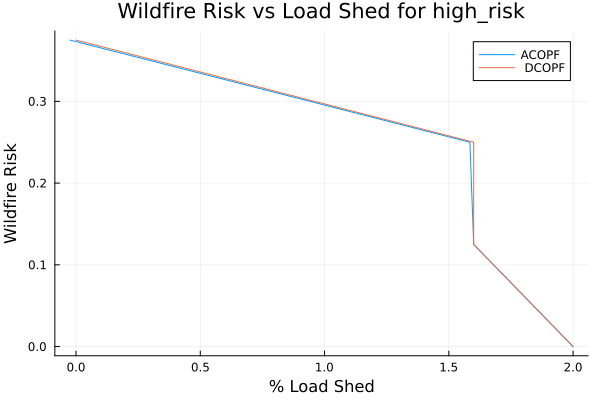 Wildfire Risk vs Load Shed for high_risk
ACOPF
DCOPF
Wildfire Risk
0.3
0.2
0.1
0.0
0.0 0.5 1.0 1.5 2.0
% Load Shed